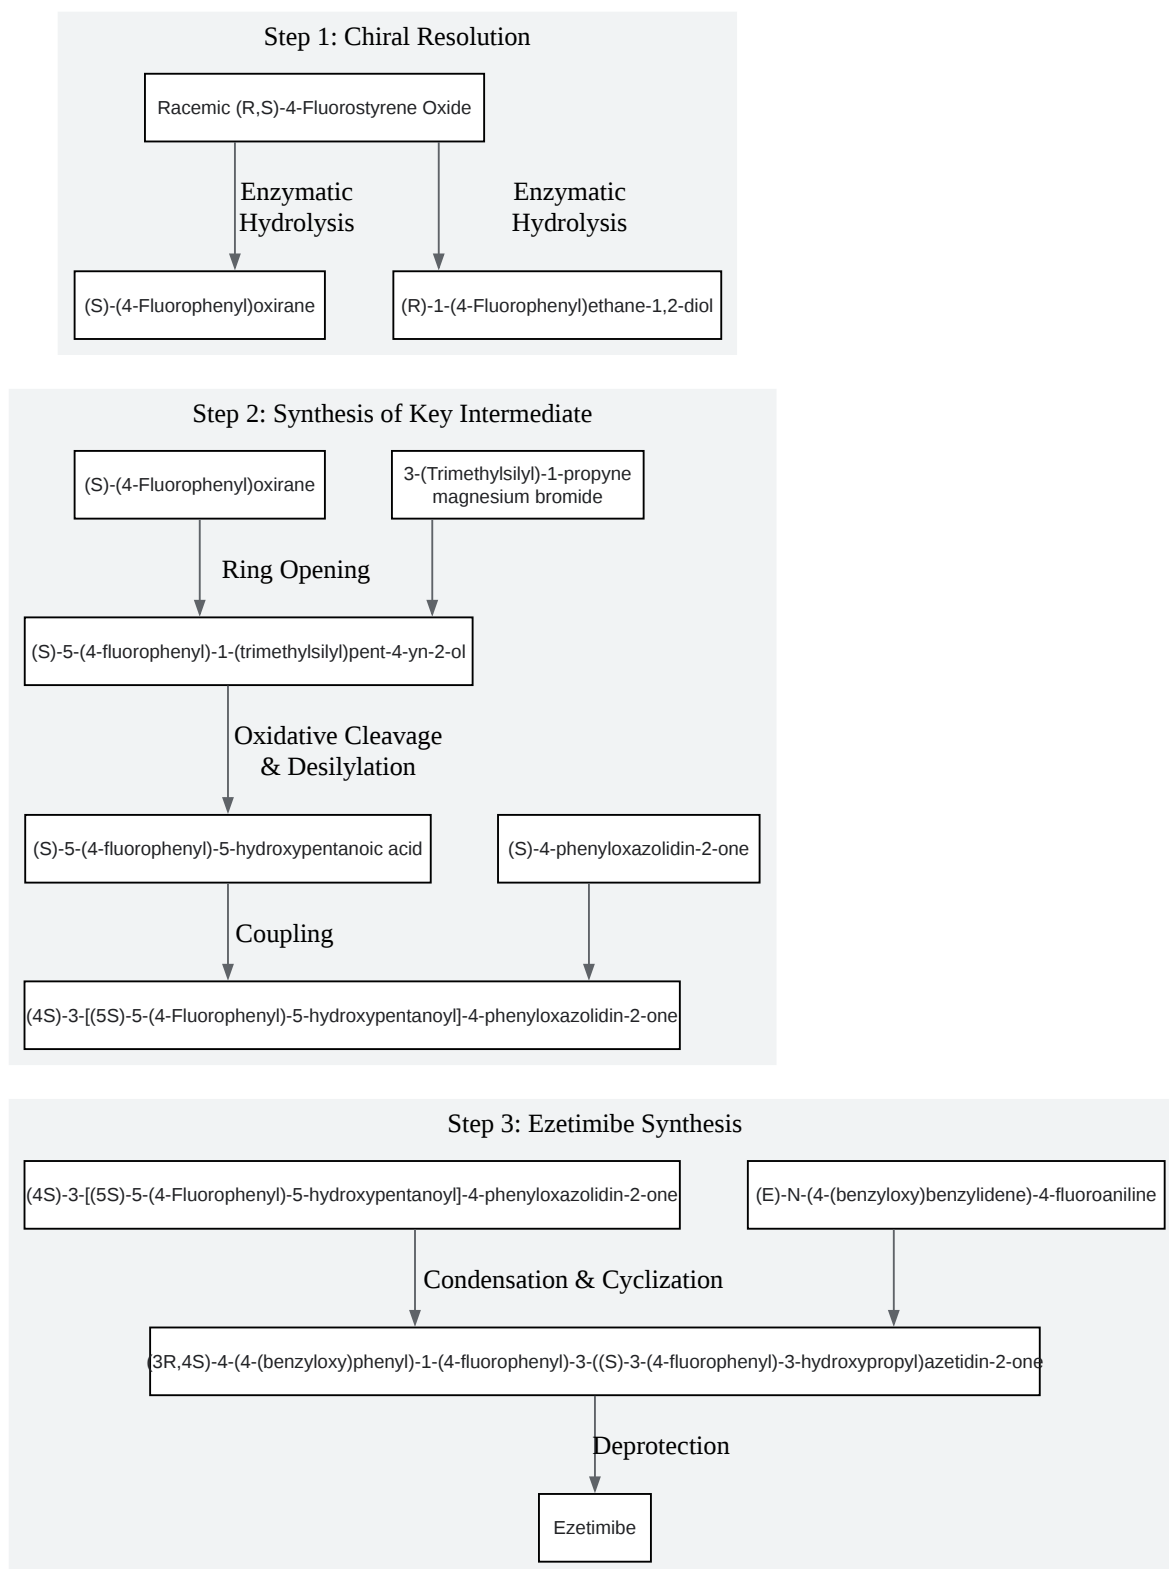 Step 1: Chiral Resolution
Racemic (R,S)-4-Fluorostyrene Oxide
Enzymatic
Hydrolysis
Enzymatic
Hydrolysis
(S)-(4-Fluorophenyl)oxirane
(R)-1-(4-Fluorophenyl)ethane-1,2-diol
Step 2: Synthesis of Key Intermediate
(S)-(4-Fluorophenyl)oxirane
3-(Trimethylsilyl)-1-propyne
magnesium bromide
Ring Opening
(S)-5-(4-fluorophenyl)-1-(trimethylsilyl)pent-4-yn-2-ol
Oxidative Cleavage
& Desilylation
(S)-5-(4-fluorophenyl)-5-hydroxypentanoic acid
(S)-4-phenyloxazolidin-2-one
Coupling
(4S)-3-[(5S)-5-(4-Fluorophenyl)-5-hydroxypentanoyl]-4-phenyloxazolidin-2-one
Step 3: Ezetimibe Synthesis
(4S)-3-[(5S)-5-(4-Fluorophenyl)-5-hydroxypentanoyl]-4-phenyloxazolidin-2-one
(E)-N-(4-(benzyloxy)benzylidene)-4-fluoroaniline
Condensation & Cyclization
(3R,4S)-4-(4-(benzyloxy)phenyl)-1-(4-fluorophenyl)-3-((S)-3-(4-fluorophenyl)-3-hydroxypropyl)azetidin-2-one
Deprotection
Ezetimibe